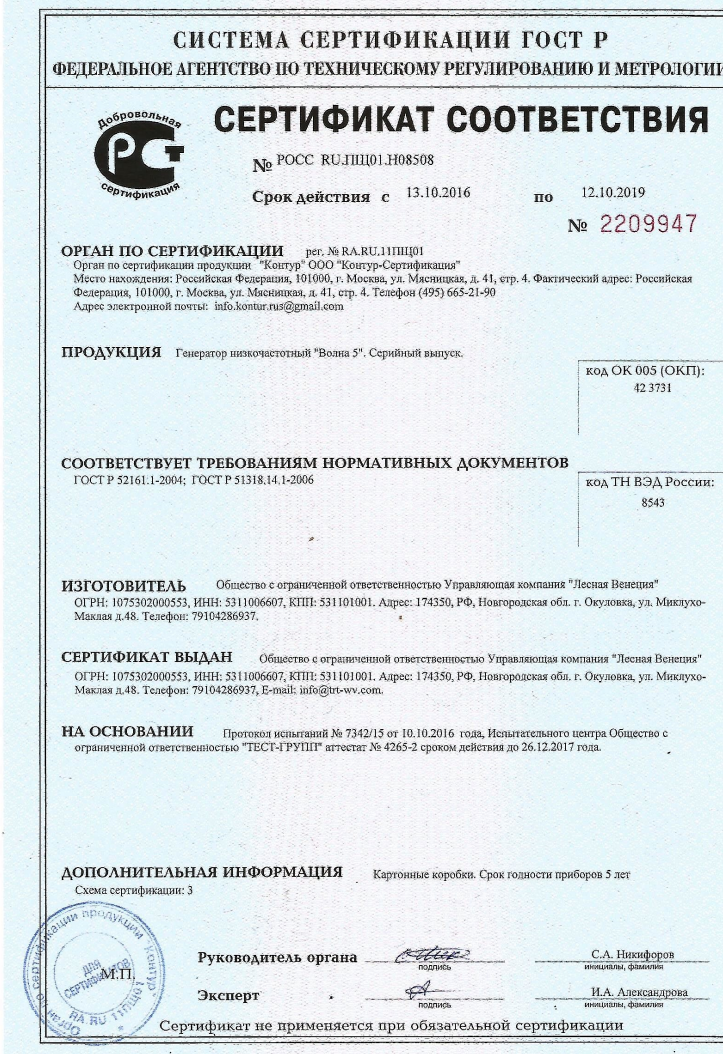 СИСТЕМА СЕРТИФИКАЦИИ ГОСТ Р
ФЕДЕРАЛЬНОЕ АГЕНТСТВО ПО ТЕХНИЧЕСКОМУ РЕГУЛИРОВАНИЮ И МЕТРОЛОГИИ
Добровольная
РСТ
сертификация
СЕРТИФИКАТ СООТВЕТСТВИЯ
№ РОСС RU.ПЩ01.Н08508
Срок действия с 13.10.2016 по 12.10.2019
№ 2209947
ОРГАН ПО СЕРТИФИКАЦИИ рег. № RA.RU.11ПЩ01
Орган по сертификации продукции "Контур" ООО "Контур-Сертификация"
Место нахождения: Российская Федерация, 101000, г. Москва, ул. Мясницкая, д. 41, стр. 4. Фактический адрес: Российская
Федерация, 101000, г. Москва, ул. Мясницкая, д. 41, стр. 4. Телефон (495) 665-21-90
Адрес электронной почты: info.kontur.rus@gmail.com
ПРОДУКЦИЯ Генератор низкочастотный "Волна 5". Серийный выпуск.
код ОК 005 (ОКП):
42 3731
СООТВЕТСТВУЕТ ТРЕБОВАНИЯМ НОРМАТИВНЫХ ДОКУМЕНТОВ
ГОСТ Р 52161.1-2004; ГОСТ Р 51318.14.1-2006
код ТН ВЭД России:
8543
ИЗГОТОВИТЕЛЬ Общество с ограниченной ответственностью Управляющая компания "Лесная Венеция"
ОГРН: 1075302000553, ИНН: 5311006607, КПП: 531101001. Адрес: 174350, РФ, Новгородская обл. г. Окуловка, ул. Миклухо-
Маклая д.48. Телефон: 79104286937.
СЕРТИФИКАТ ВЫДАН Общество с ограниченной ответственностью Управляющая компания "Лесная Венеция"
ОГРН: 1075302000553, ИНН: 5311006607, КПП: 531101001. Адрес: 174350, РФ, Новгородская обл. г. Окуловка, ул. Миклухо-
Маклая д.48. Телефон: 79104286937, E-mail: info@trt-wv.com.
НА ОСНОВАНИИ Протокол испытаний № 7342/15 от 10.10.2016 года, Испытательного центра Общество с
ограниченной ответственностью "ТЕСТ-ГРУПП" аттестат № 4265-2 сроком действия до 26.12.2017 года.
ДОПОЛНИТЕЛЬНАЯ ИНФОРМАЦИЯ Картонные коробки. Срок годности приборов 5 лет
Схема сертификации: 3
Орган по сертификации продукции "Контур"
RA.RU 11ПЩ01
ДЛЯ
СЕРТИФИКАТОВ
М.П.
Руководитель органа
подпись
С.А. Никифоров
инициалы, фамилия
Эксперт
подпись
И.А. Александрова
инициалы, фамилия
Сертификат не применяется при обязательной сертификации